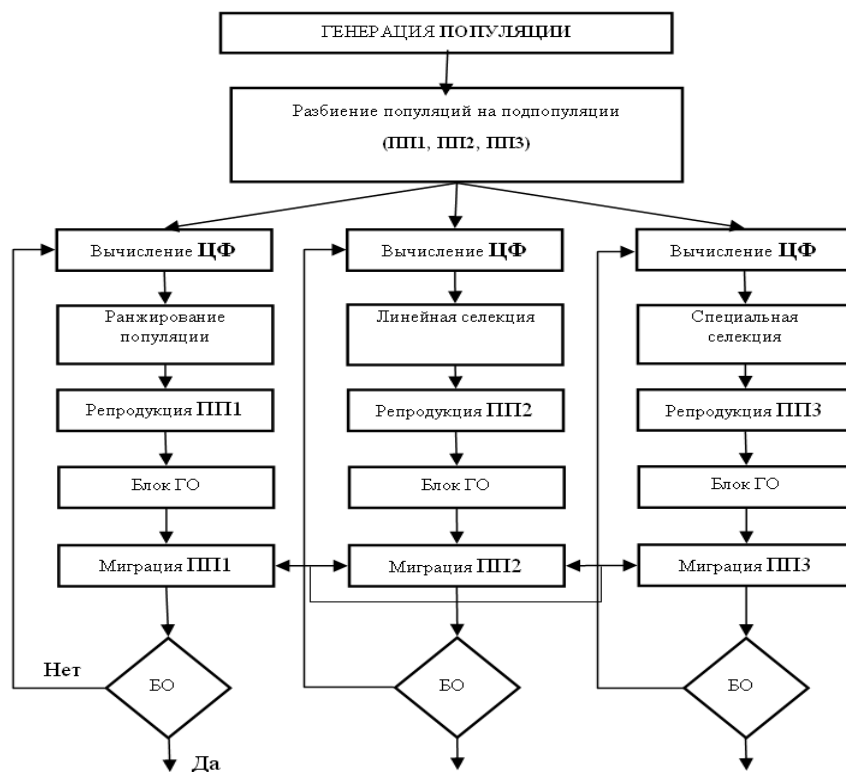 ГЕНЕРАЦИЯ ПОПУЛЯЦИИ
Разбиение популяций на подпопуляции
(ПП1, ПП2, ПП3)
Вычисление ЦФ
Вычисление ЦФ
Вычисление ЦФ
Ранжирование
популяции
Линейная селекция
Специальная
селекция
Репродукция ПП1
Репродукция ПП2
Репродукция ПП3
Блок ГО
Блок ГО
Блок ГО
Миграция ПП1
Миграция ПП2
Миграция ПП3
Нет
БО
БО
БО
Да